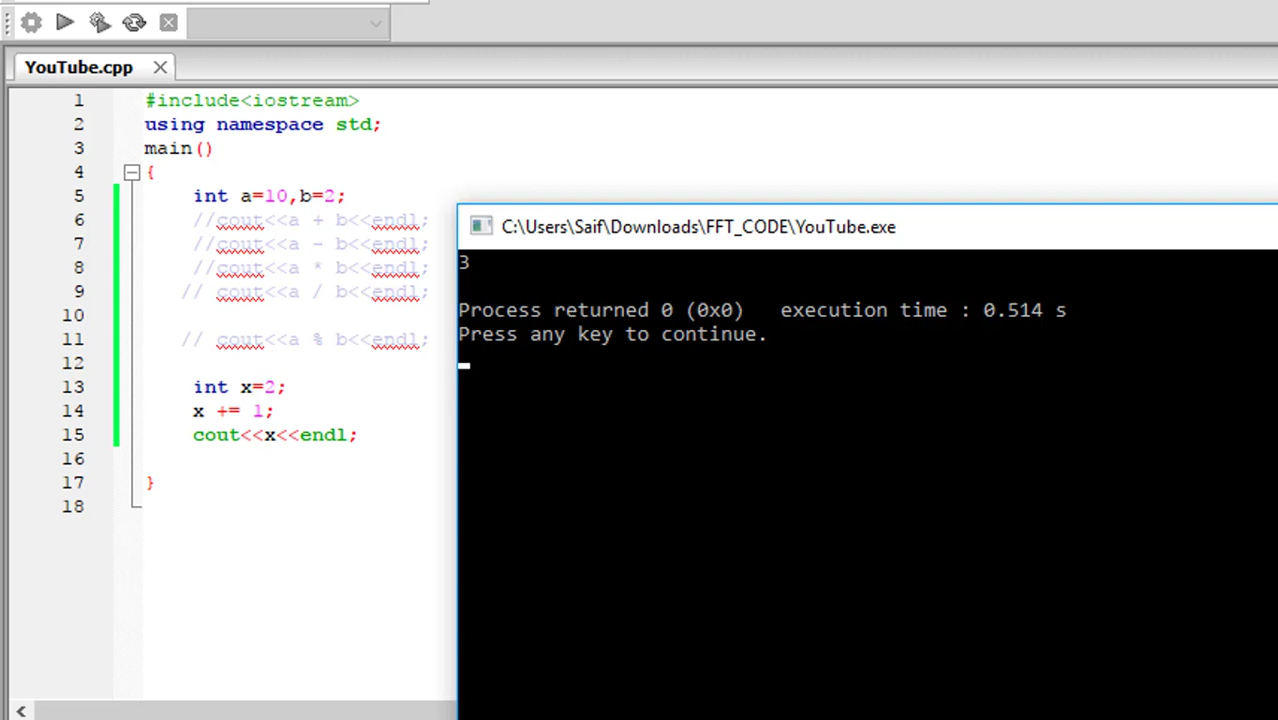 YouTube.cpp
1 #include<iostream>
2 using namespace std;
3 main()
4 {
5 int a=10,b=2;
6 //cout<<a + b<<endl;
7 //cout<<a - b<<endl;
8 //cout<<a * b<<endl;
9 // cout<<a / b<<endl;
10
11 // cout<<a % b<<endl;
12
13 int x=2;
14 x += 1;
15 cout<<x<<endl;
16
17 }
18
C:\Users\Saif\Downloads\FFT_CODE\YouTube.exe
3
Process returned 0 (0x0)   execution time : 0.514 s
Press any key to continue.